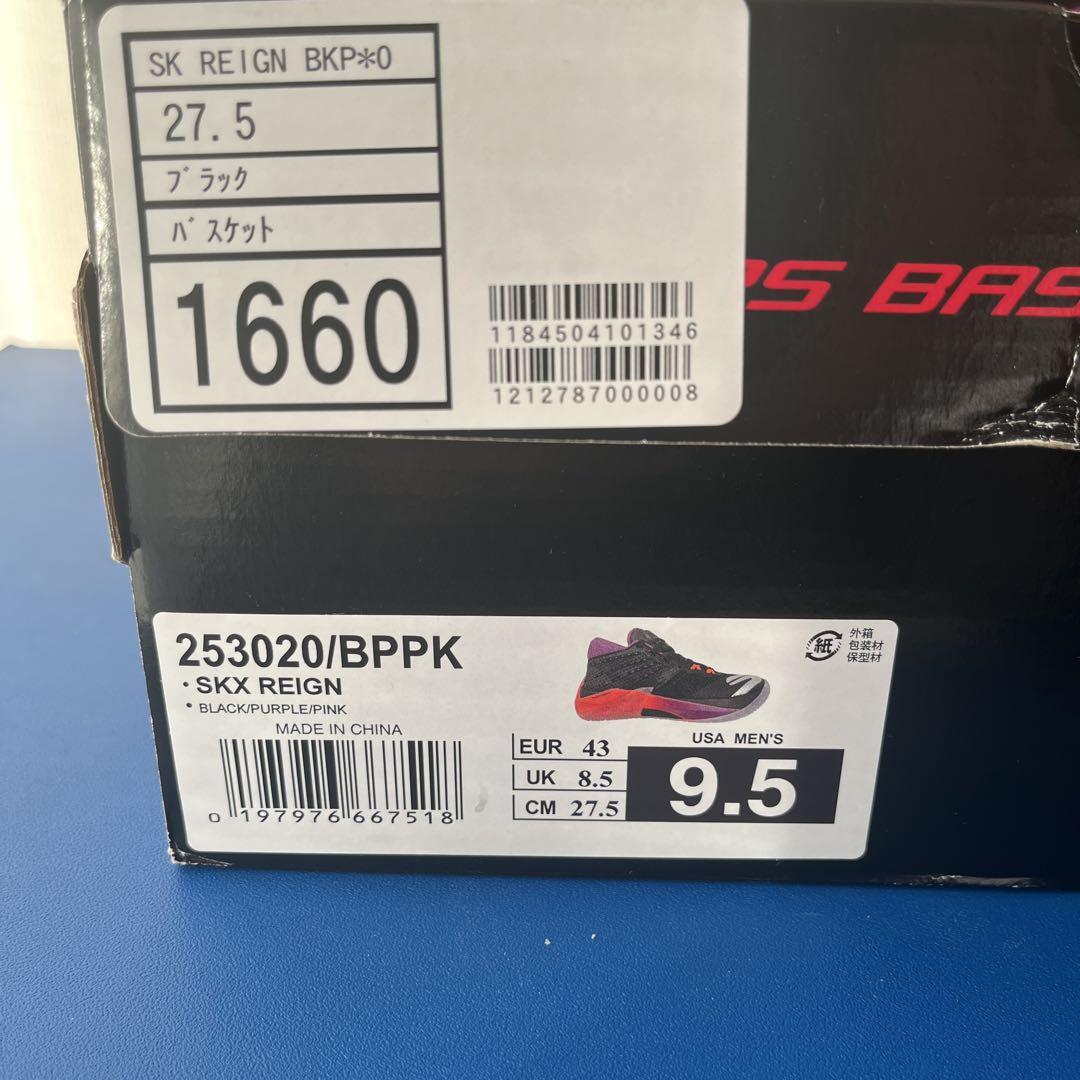 SK REIGN BKP*0
27.5
ブラック
バスケット
1660
1184504101346
1212787000008
RS BAS
253020/BPPK
・SKX REIGN
• BLACK/PURPLE/PINK
MADE IN CHINA
0 197976 667518
紙
外箱
包装材
保型材
USA MEN'S
EUR 43
UK 8.5
CM 27.5
9.5